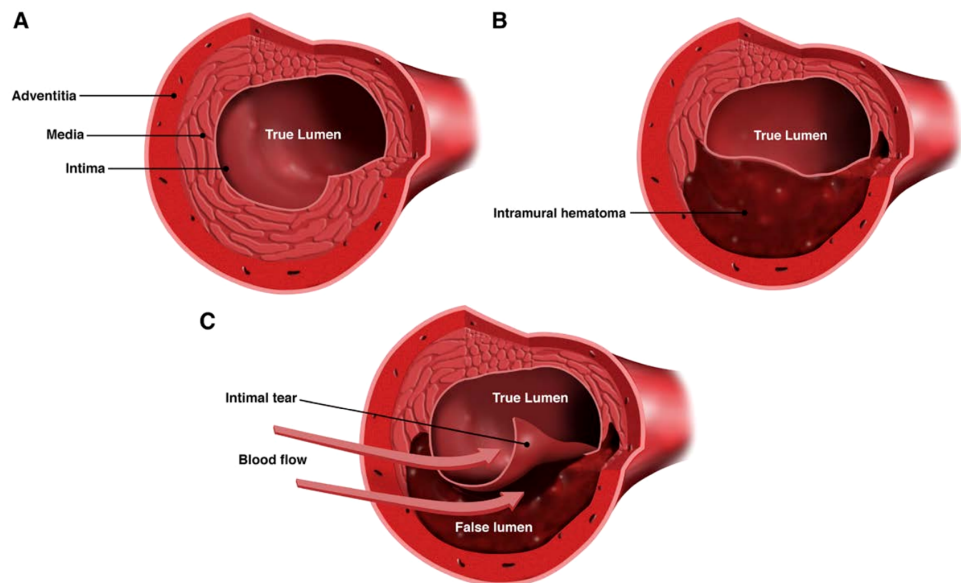 A
Adventitia
Media
Intima
True Lumen
B
True Lumen
Intramural hematoma
C
Intimal tear
True Lumen
Blood flow
False lumen